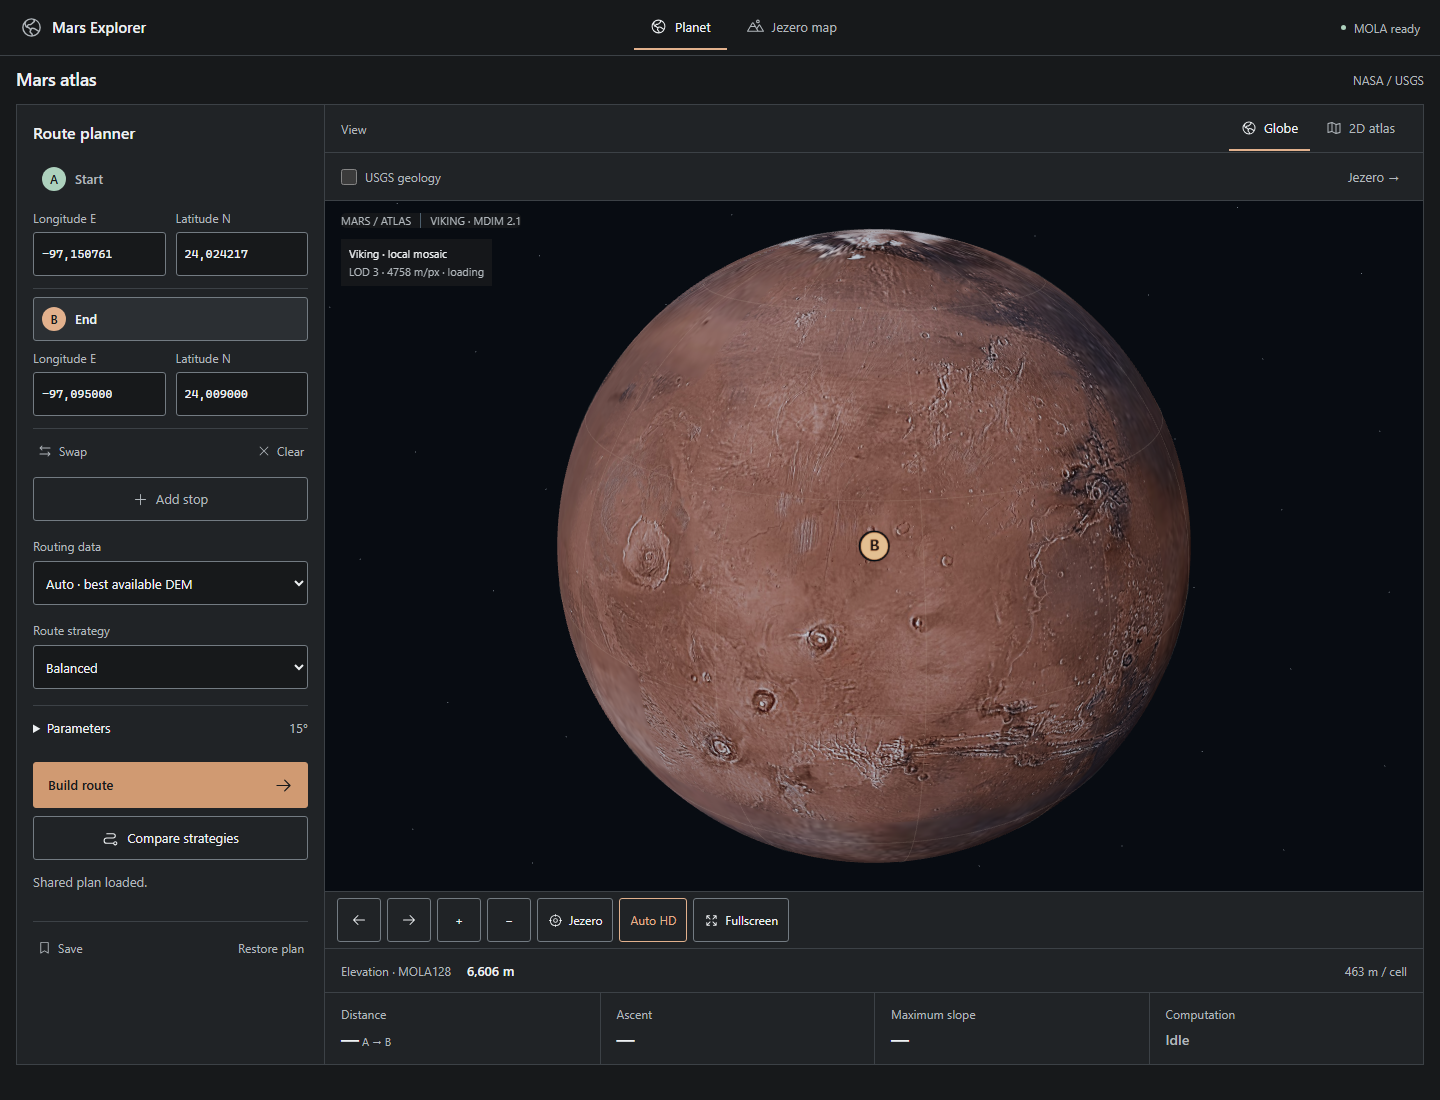 Mars Explorer
Planet
Jezero map
MOLA ready
Mars atlas
NASA / USGS
Route planner
A Start
Longitude E
Latitude N
−97,150761
24,024217
B End
Longitude E
Latitude N
−97,095000
24,009000
Swap
Clear
Add stop
Routing data
Auto · best available DEM
Route strategy
Balanced
Parameters
15°
Build route
Compare strategies
Shared plan loaded.
Save
Restore plan
View
Globe
2D atlas
USGS geology
Jezero →
MARS / ATLAS
VIKING · MDIM 2.1
Viking · local mosaic
LOD 3 · 4758 m/px · loading
B
← → + −
Jezero
Auto HD
Fullscreen
Elevation · MOLA128 6,606 m
463 m / cell
Distance
— A → B
Ascent
—
Maximum slope
—
Computation
Idle